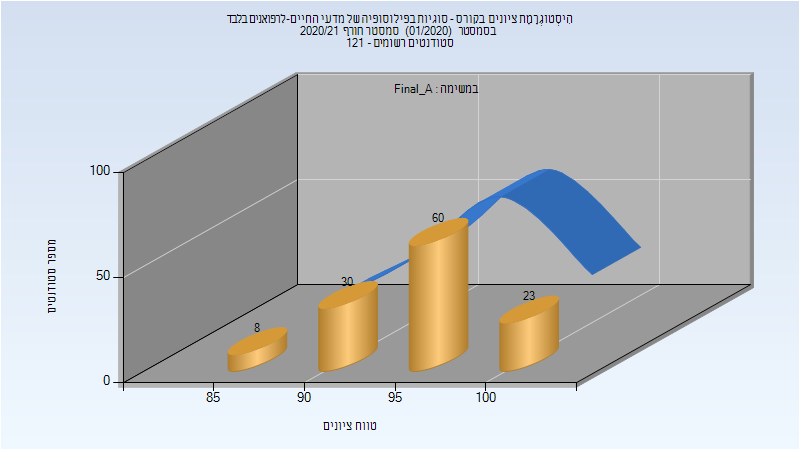 היסטוגרמת ציונים בקורס - סוגיות בפילוסופיה של מדעי החיים-לרפואנים בלבד
בסמסטר (01/2020) סמסטר חורף 2020/21
סטודנטים רשומים - 121
במשימה : Final_A
100
50
0
מספר סטודנטים
8
30
60
23
85
90
95
100
טווח ציונים